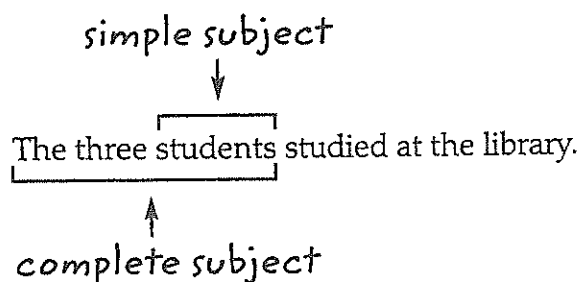 simple subject
The three students studied at the library.
complete subject